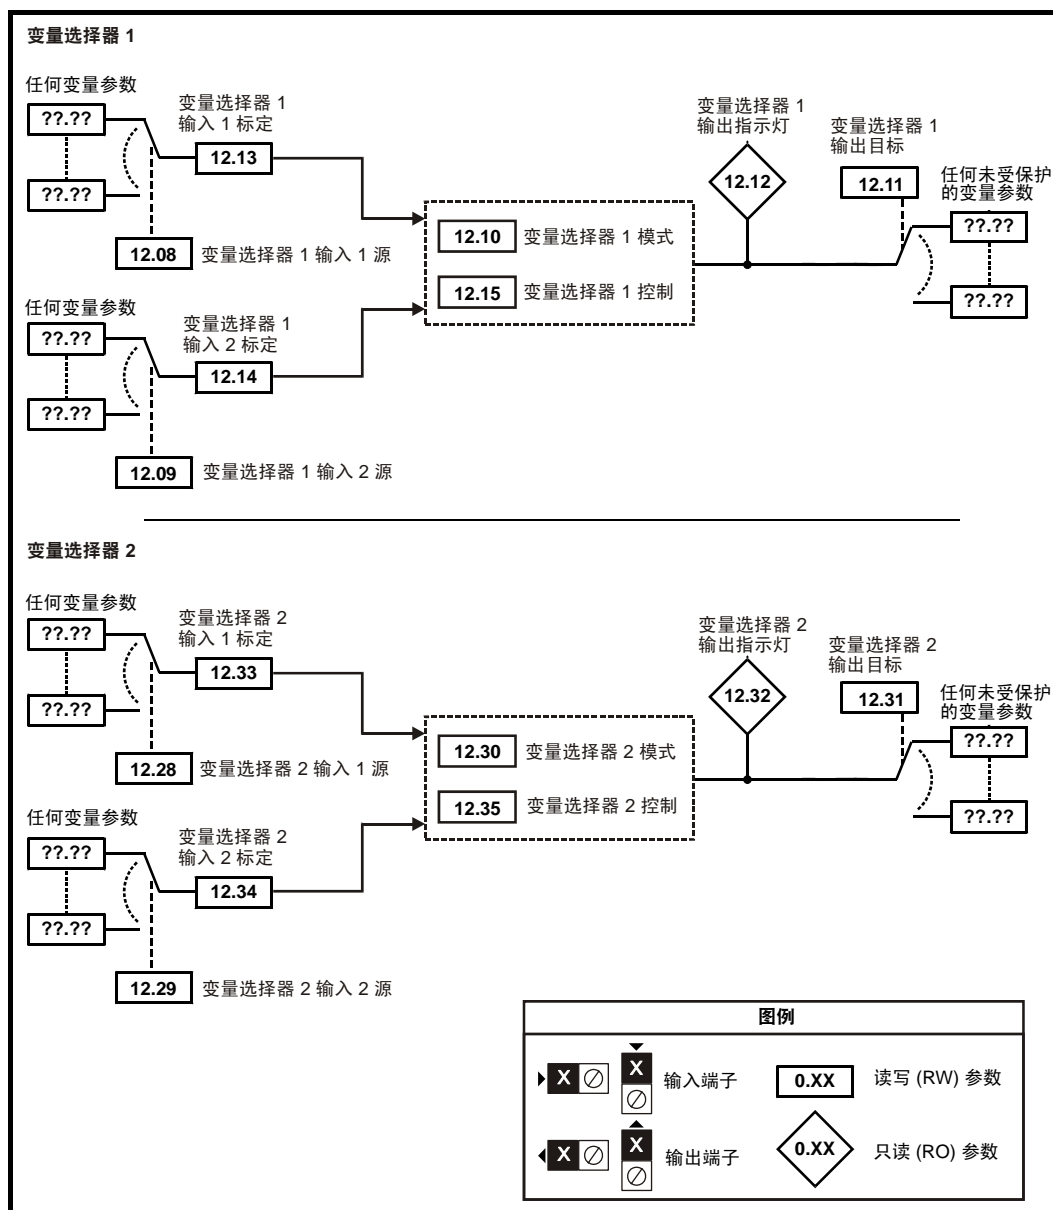 变量选择器 1
任何变量参数
??.??
??.??
变量选择器 1
输入 1 标定
12.13
12.08 变量选择器 1 输入 1 源
任何变量参数
??.??
??.??
变量选择器 1
输入 2 标定
12.14
12.09 变量选择器 1 输入 2 源
12.10 变量选择器 1 模式
12.15 变量选择器 1 控制
变量选择器 1
输出指示灯
12.12
变量选择器 1
输出目标
12.11
任何未受保护
的变量参数
??.??
??.??
变量选择器 2
任何变量参数
??.??
??.??
变量选择器 2
输入 1 标定
12.33
12.28 变量选择器 2 输入 1 源
任何变量参数
??.??
??.??
变量选择器 2
输入 2 标定
12.34
12.29 变量选择器 2 输入 2 源
12.30 变量选择器 2 模式
12.35 变量选择器 2 控制
变量选择器 2
输出指示灯
12.32
变量选择器 2
输出目标
12.31
任何未受保护
的变量参数
??.??
??.??
图例
X X 输入端子
0.XX 读写 (RW) 参数
X X 输出端子
0.XX 只读 (RO) 参数